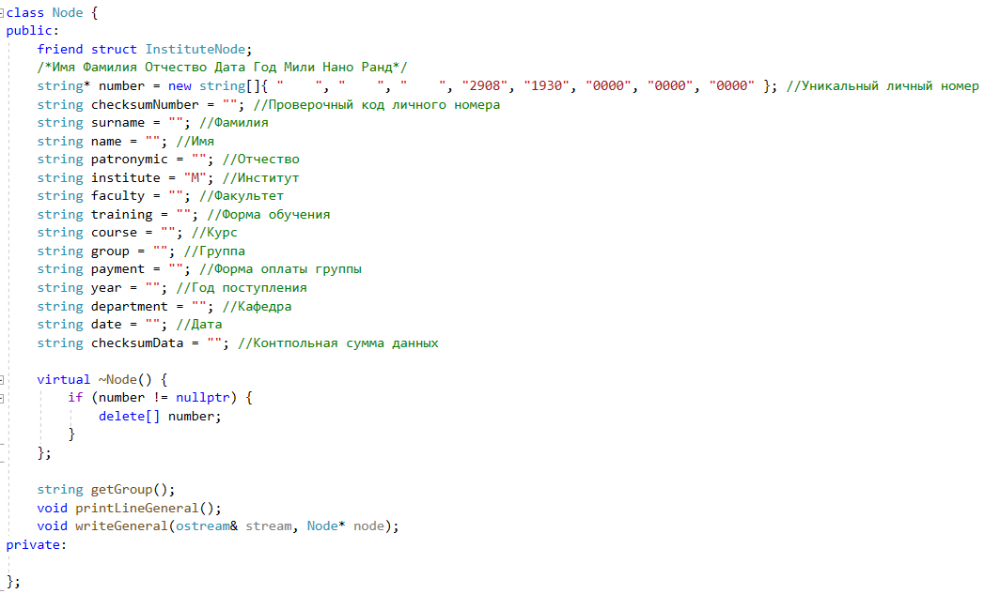 class Node {
public:
    friend struct InstituteNode;
    /*Имя Фамилия Отчество Дата Год Мили Нано Ранд*/
    string* number = new string[]{ "    ", "    ", "    ", "2908", "1930", "0000", "0000", "0000" }; //Уникальный личный номер
    string checksumNumber = ""; //Проверочный код личного номера
    string surname = ""; //Фамилия
    string name = ""; //Имя
    string patronymic = ""; //Отчество
    string institute = "М"; //Институт
    string faculty = ""; //Факультет
    string training = ""; //Форма обучения
    string course = ""; //Курс
    string group = ""; //Группа
    string payment = ""; //Форма оплаты группы
    string year = ""; //Год поступления
    string department = ""; //Кафедра
    string date = ""; //Дата
    string checksumData = ""; //Контпольная сумма данных
    virtual ~Node() {
        if (number != nullptr) {
            delete[] number;
        }
    };
    string getGroup();
    void printLineGeneral();
    void writeGeneral(ostream& stream, Node* node);
private:
};